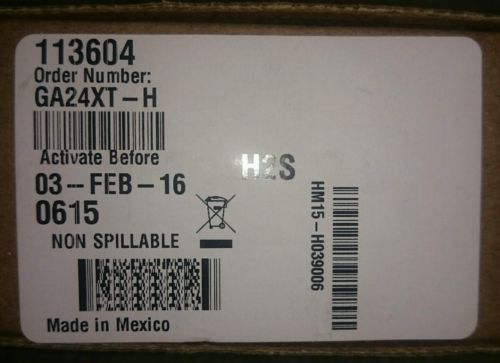 113604
Order Number:
GA24XT-H
Activate Before
03-FEB-16
0615
NON SPILLABLE
Made in Mexico
H2S
HM15-H039006